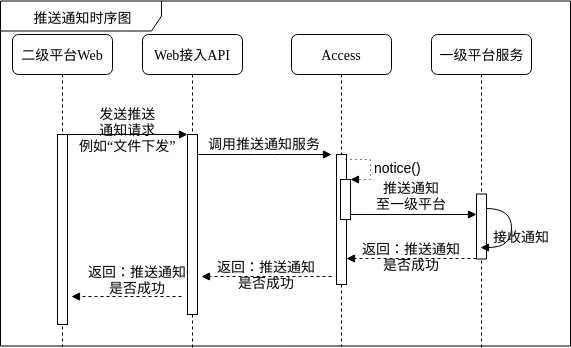 推送通知时序图
二级平台Web
Web接入API
Access
一级平台服务
发送推送
通知请求
例如“文件下发”
调用推送通知服务
notice()
推送通知
至一级平台
接收通知
返回：推送通知
是否成功
返回：推送通知
是否成功
返回：推送通知
是否成功